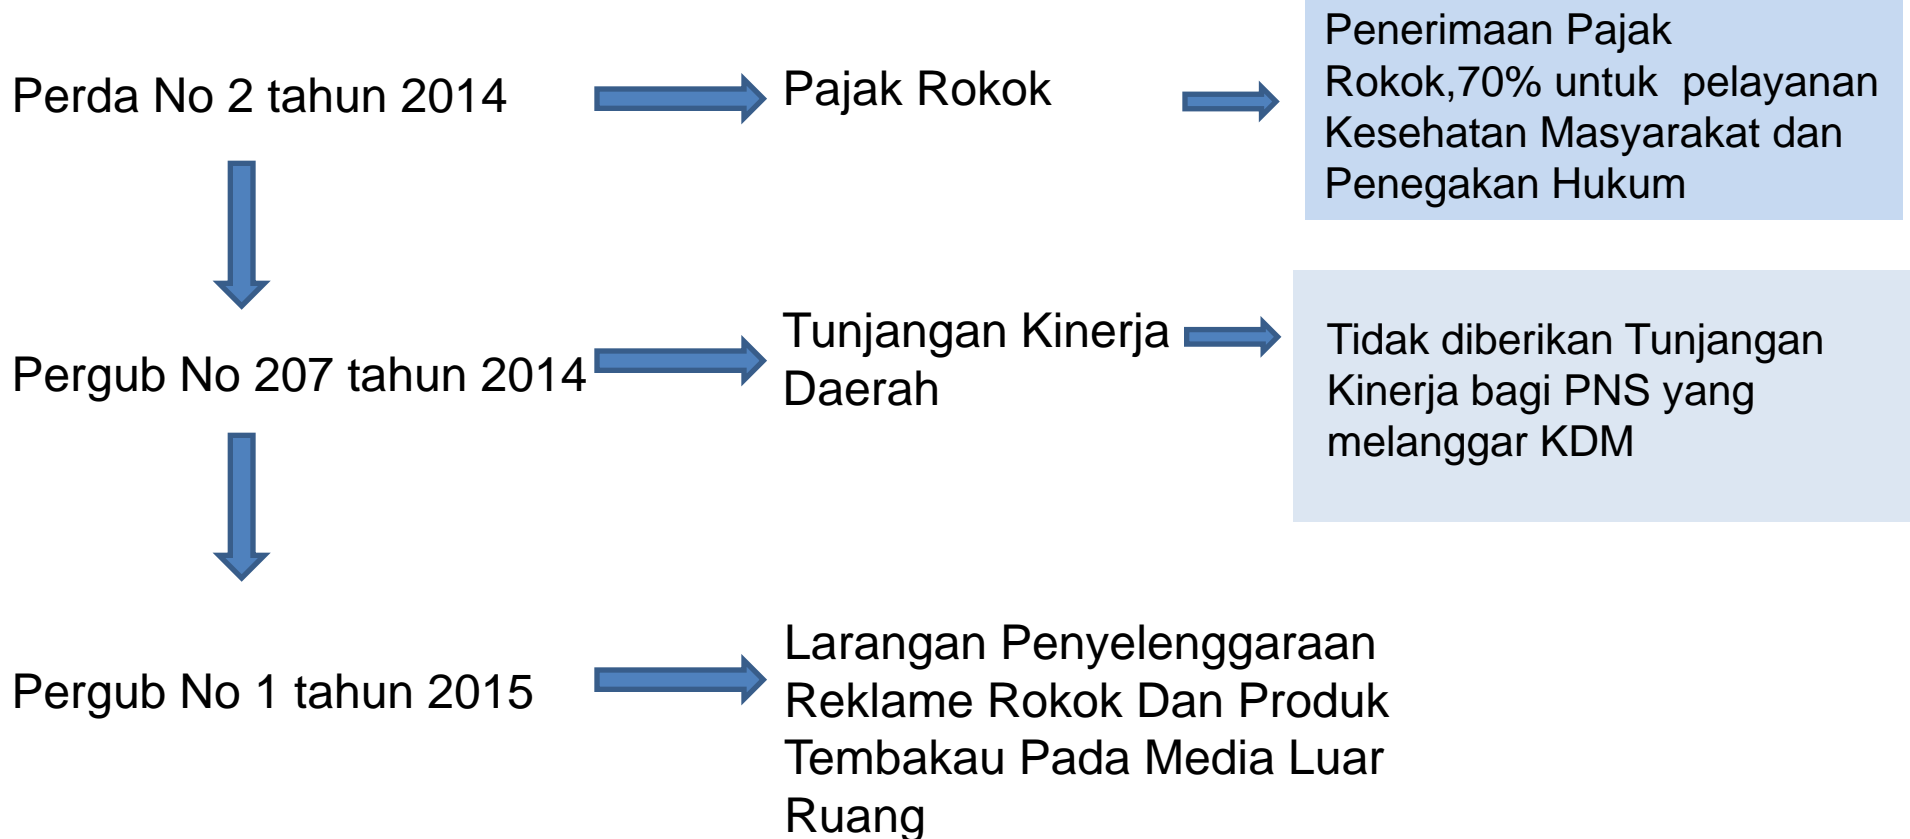 Perda No 2 tahun 2014
Pajak Rokok
Penerimaan Pajak
Rokok,70% untuk pelayanan
Kesehatan Masyarakat dan
Penegakan Hukum
Pergub No 207 tahun 2014
Tunjangan Kinerja
Daerah
Tidak diberikan Tunjangan
Kinerja bagi PNS yang
melanggar KDM
Pergub No 1 tahun 2015
Larangan Penyelenggaraan
Reklame Rokok Dan Produk
Tembakau Pada Media Luar
Ruang